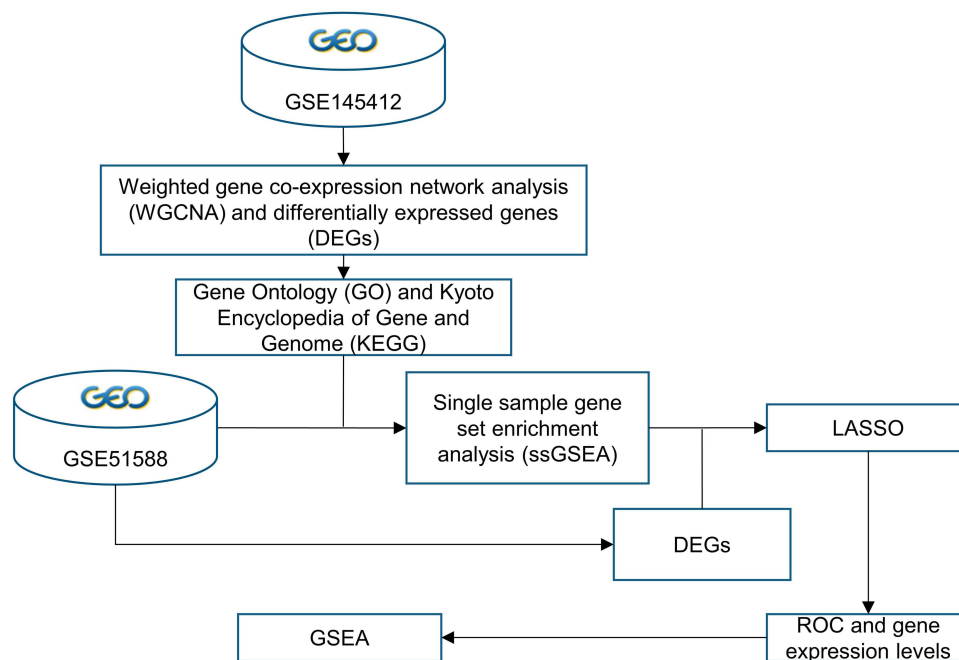 GEO
GSE145412
Weighted gene co-expression network analysis
(WGCNA) and differentially expressed genes
(DEGs)
Gene Ontology (GO) and Kyoto
Encyclopedia of Gene and
Genome (KEGG)
GEO
GSE51588
Single sample gene
set enrichment
analysis (ssGSEA)
LASSO
DEGs
GSEA
ROC and gene
expression levels